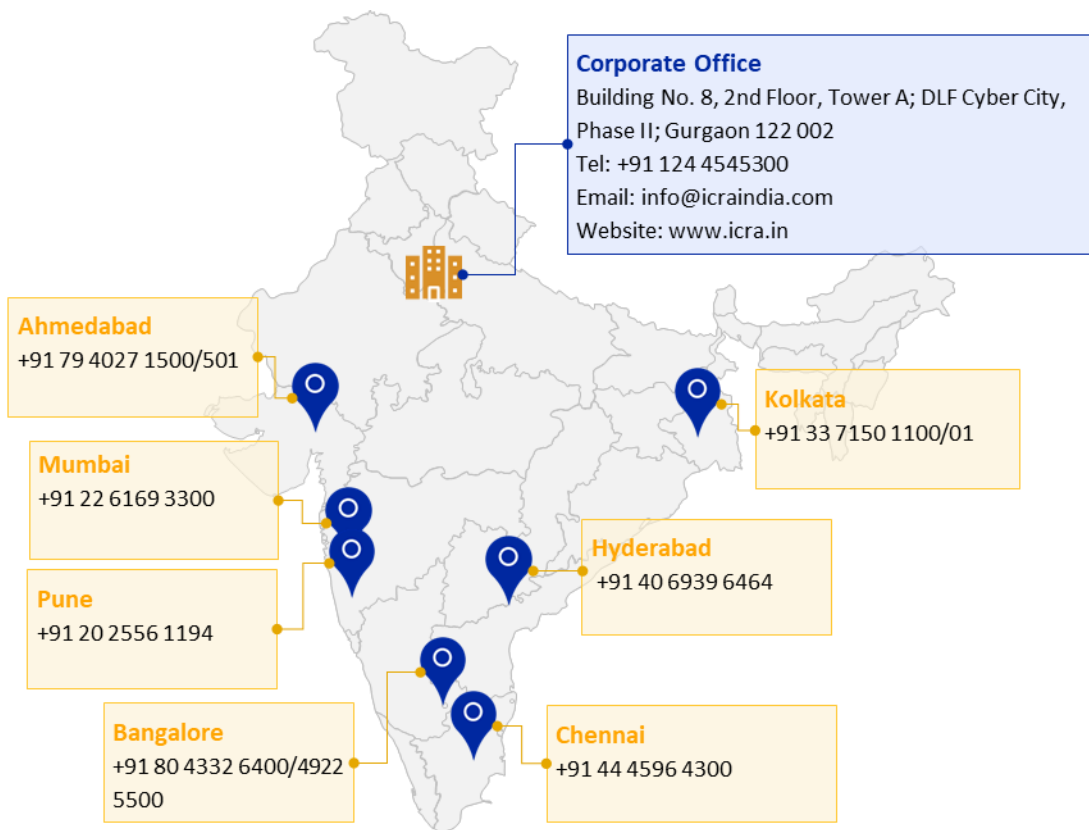 Corporate Office
Building No. 8, 2nd Floor, Tower A; DLF Cyber City,
Phase II; Gurgaon 122 002
Tel: +91 124 4545300
Email: info@icraindia.com
Website: www.icra.in
Ahmedabad
+91 79 4027 1500/501
Kolkata
+91 33 7150 1100/01
Mumbai
+91 22 6169 3300
Hyderabad
+91 40 6939 6464
Pune
+91 20 2556 1194
Bangalore
+91 80 4332 6400/4922
5500
Chennai
+91 44 4596 4300